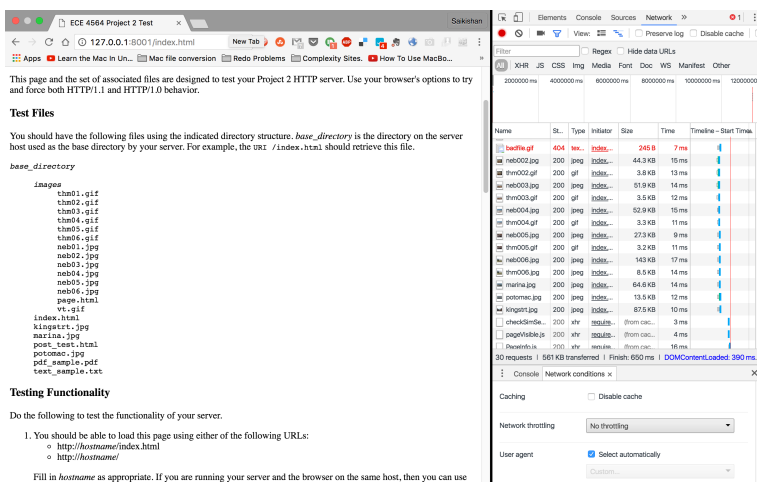 ECE 4564 Project 2 Test
Saikishan
127.0.0.1:8001/index.html
New Tab
Apps
Learn the Mac In Un...
Mac file conversion
Redo Problems
Complexity Sites.
How To Use MacBo...
»
This page and the set of associated files are designed to test your Project 2 HTTP server. Use your browser's options to try
and force both HTTP/1.1 and HTTP/1.0 behavior.
Test Files
You should have the following files using the indicated directory structure. base_directory is the directory on the server
host used as the base directory by your server. For example, the URI /index.html should retrieve this file.
base_directory
images
thm01.gif
thm02.gif
thm03.gif
thm04.gif
thm05.gif
thm06.gif
neb01.jpg
neb02.jpg
neb03.jpg
neb04.jpg
neb05.jpg
neb06.jpg
page.html
vt.gif
index.html
kingstrt.jpg
marina.jpg
post_test.html
potomac.jpg
pdf_sample.pdf
text_sample.txt
Testing Functionality
Do the following to test the functionality of your server.
1. You should be able to load this page using either of the following URLs:
http://hostname/index.html
http://hostname/
Fill in hostname as appropriate. If you are running your server and the browser on the same host, then you can use
Elements Console Sources Network » 1
View: Preserve log Disable cache
Filter Regex Hide data URLs
All XHR JS CSS Img Media Font Doc WS Manifest Other
2000000 ms 4000000 ms 6000000 ms 8000000 ms 10000000 ms 12000000
Name St... Type Initiator Size Time Timeline – Start Time
badfile.gif 404 tex... index.... 245 B 7 ms
neb002.jpg 200 jpeg index.... 44.3 KB 15 ms
thm002.gif 200 gif index.... 3.8 KB 13 ms
neb003.jpg 200 jpeg index.... 51.9 KB 14 ms
thm003.gif 200 gif index.... 3.5 KB 12 ms
neb004.jpg 200 jpeg index.... 52.9 KB 15 ms
thm004.gif 200 gif index.... 3.3 KB 11 ms
neb005.jpg 200 jpeg index.... 27.3 KB 9 ms
thm005.gif 200 gif index.... 3.2 KB 11 ms
neb006.jpg 200 jpeg index.... 143 KB 17 ms
thm006.jpg 200 jpeg index.... 8.5 KB 14 ms
marina.jpg 200 jpeg index.... 64.6 KB 14 ms
potomac.jpg 200 jpeg index.... 13.5 KB 12 ms
kingstrt.jpg 200 jpeg index.... 87.5 KB 10 ms
checkSimSe... 200 xhr require... (from cac... 3 ms
pageVisible.js 200 xhr require... (from cac... 4 ms
PageInfo.js 200 xhr require... (from cac... 16 ms
30 requests | 561 KB transferred | Finish: 650 ms | DOMContentLoaded: 390 ms
Console Network conditions ×
Caching Disable cache
Network throttling No throttling
User agent Select automatically
Custom...